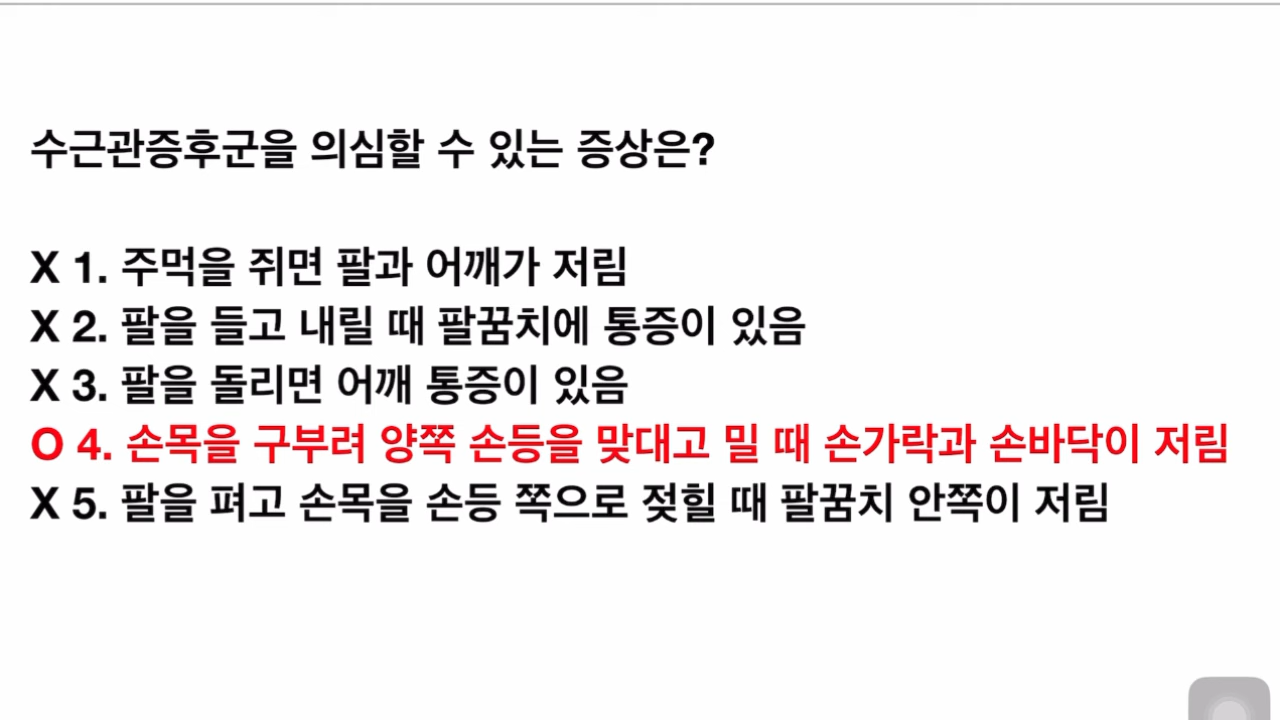 수근관증후군을 의심할 수 있는 증상은?
X 1. 주먹을 쥐면 팔과 어깨가 저림
X 2. 팔을 들고 내릴 때 팔꿈치에 통증이 있음
X 3. 팔을 돌리면 어깨 통증이 있음
O 4. 손목을 구부려 양쪽 손등을 맞대고 밀 때 손가락과 손바닥이 저림
X 5. 팔을 펴고 손목을 손등 쪽으로 젖힐 때 팔꿈치 안쪽이 저림